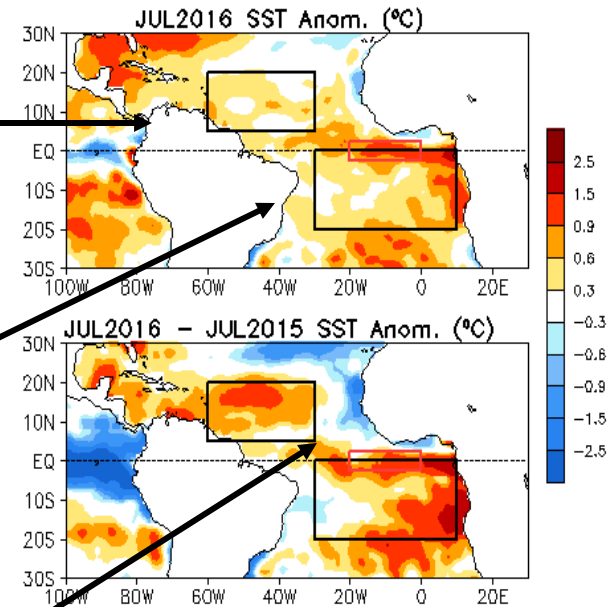 JUL2016 SST Anom. (ºC)
30N
20N
10N
EQ
10S
20S
30S
100W 80W 60W 40W 20W 0 20E
2.5
1.5
0.9
0.6
0.3
-0.3
-0.6
-0.9
-1.5
-2.5
JUL2016 - JUL2015 SST Anom. (ºC)
30N
20N
10N
EQ
10S
20S
30S
100W 80W 60W 40W 20W 0 20E